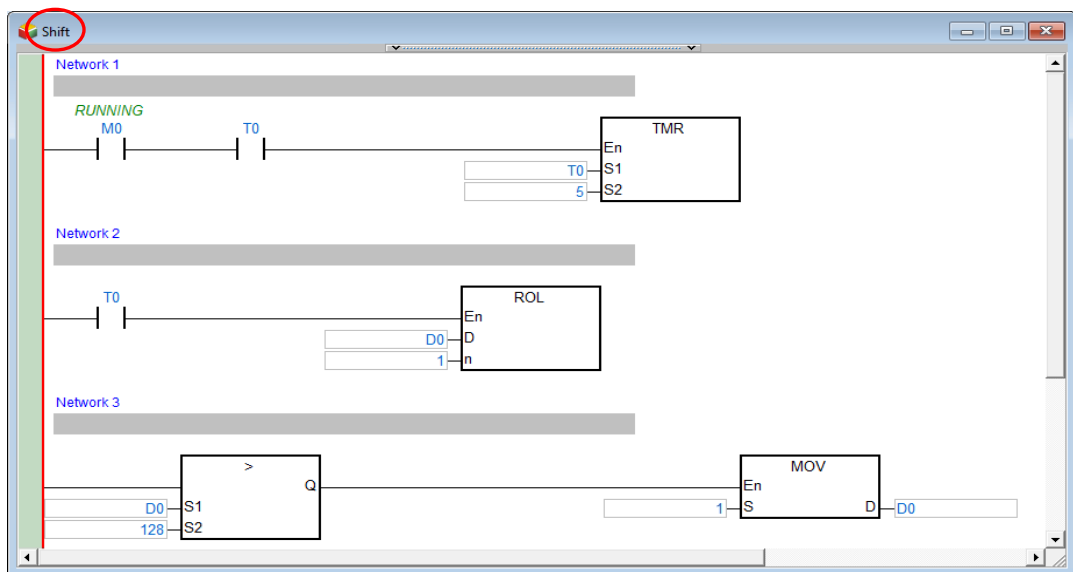 Shift
Network 1
RUNNING
M0 T0 TMR
En
T0 S1
5 S2
Network 2
T0 ROL
En
D0 D
1 n
Network 3
> MOV
Q En
D0 S1 1 S D D0
128 S2